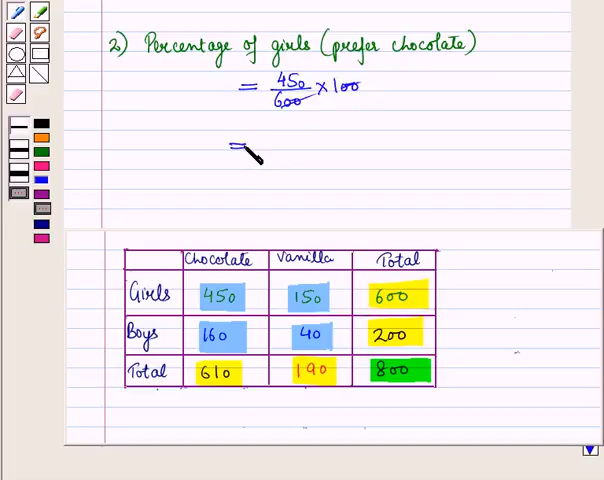 2) Percentage of girls (prefer chocolate)
= 450/600 × 100
=
Chocolate Vanilla Total
Girls 450 150 600
Boys 160 40 200
Total 610 190 800